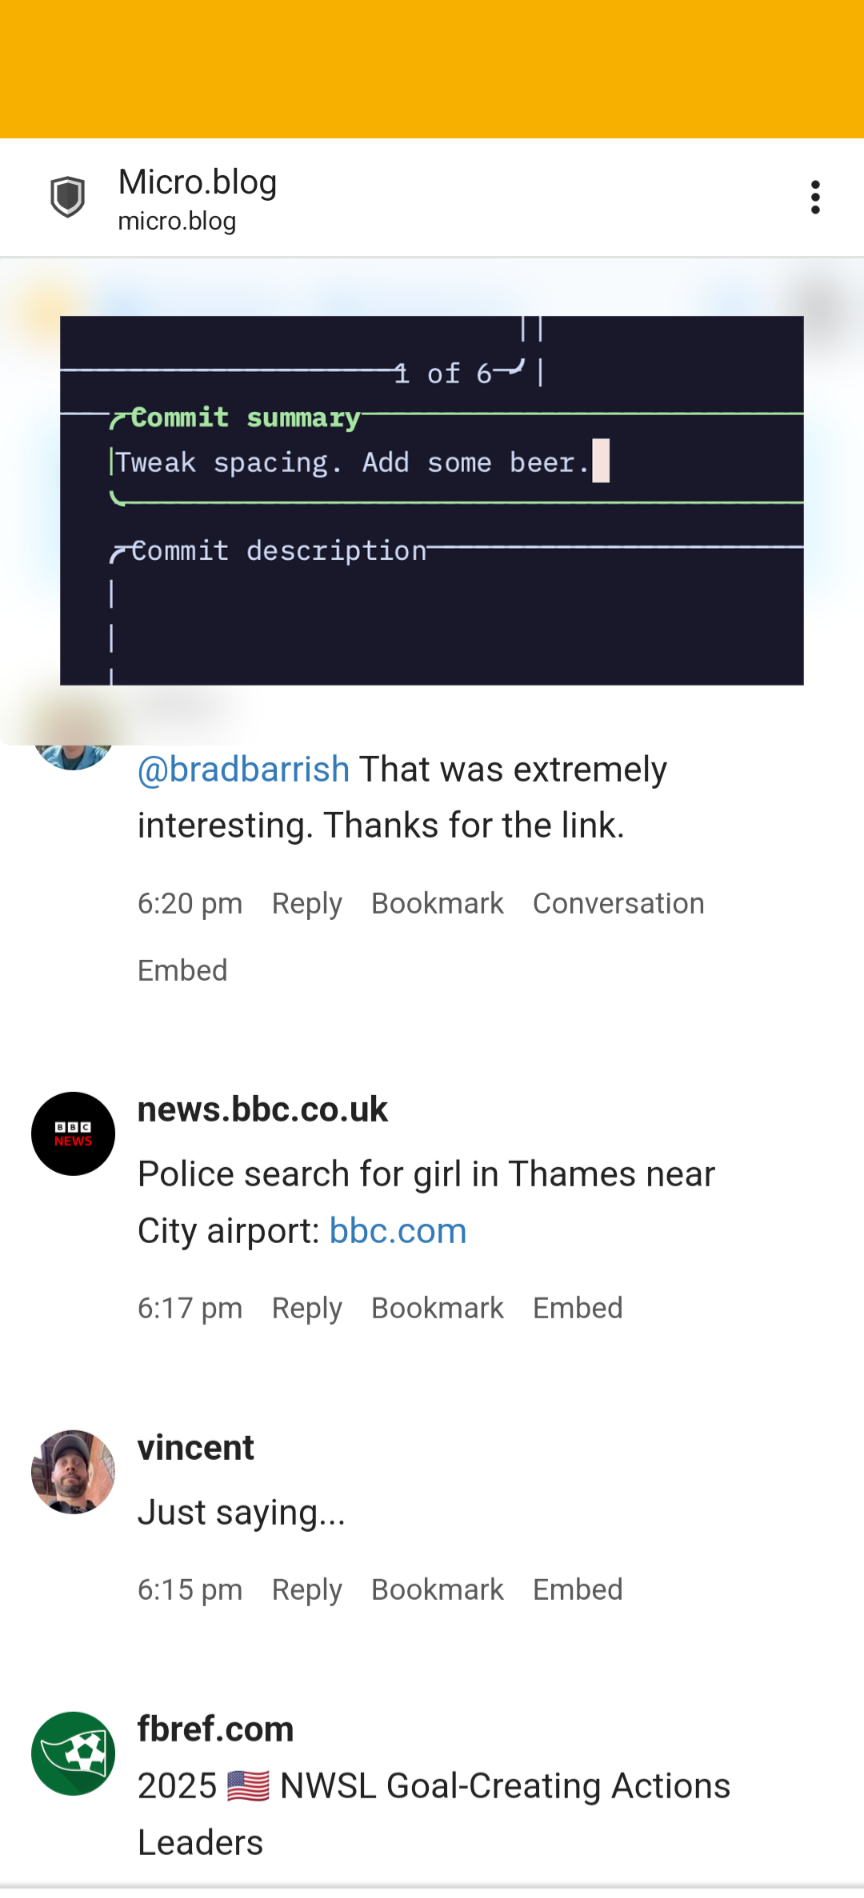 Micro.blog
micro.blog
1 of 6
Commit summary
Tweak spacing. Add some beer.
Commit description
@bradbarrish That was extremely
interesting. Thanks for the link.
6:20 pm Reply Bookmark Conversation
Embed
BBC
NEWS
news.bbc.co.uk
Police search for girl in Thames near
City airport: bbc.com
6:17 pm Reply Bookmark Embed
vincent
Just saying...
6:15 pm Reply Bookmark Embed
fbref.com
2025 🇺🇸 NWSL Goal-Creating Actions
Leaders